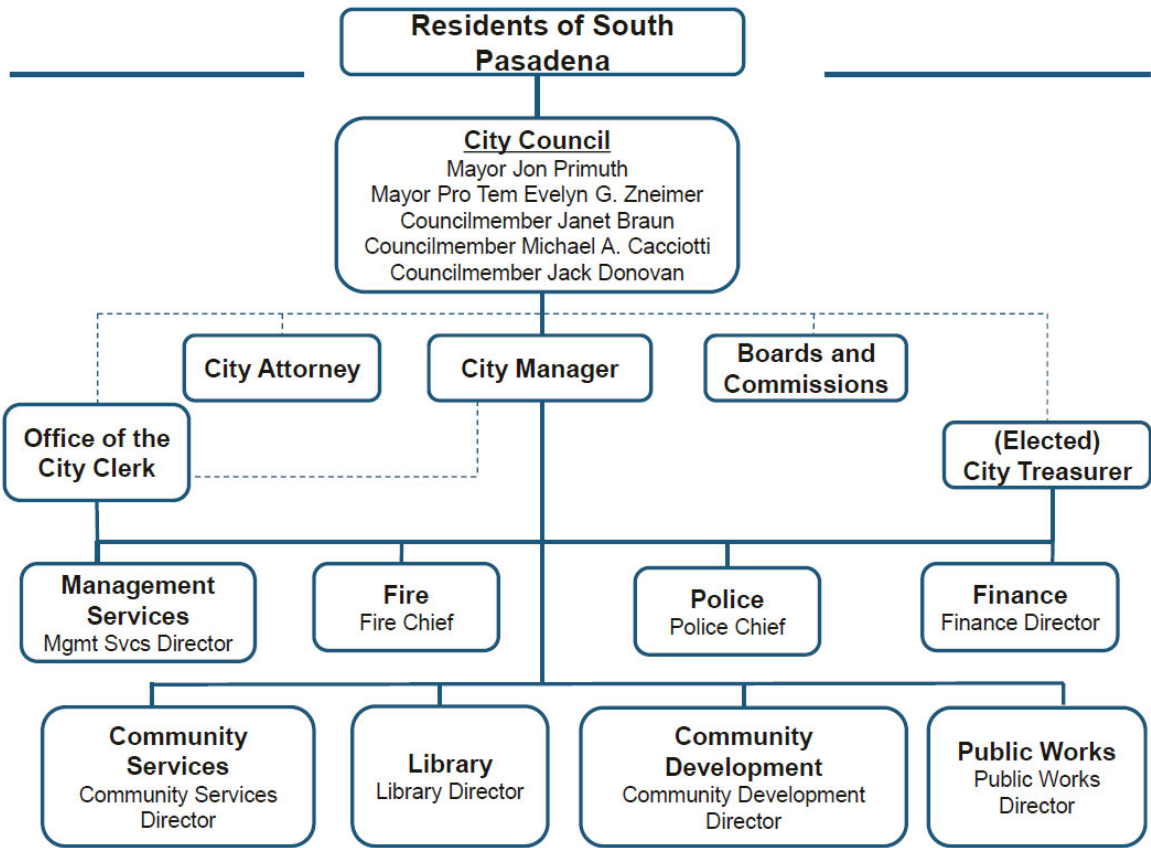 Residents of South
Pasadena
City Council
Mayor Jon Primuth
Mayor Pro Tem Evelyn G. Zneimer
Councilmember Janet Braun
Councilmember Michael A. Cacciotti
Councilmember Jack Donovan
City Attorney
City Manager
Boards and
Commissions
Office of the
City Clerk
(Elected)
City Treasurer
Management
Services
Mgmt Svcs Director
Fire
Fire Chief
Police
Police Chief
Finance
Finance Director
Community
Services
Community Services
Director
Library
Library Director
Community
Development
Community Development
Director
Public Works
Public Works
Director